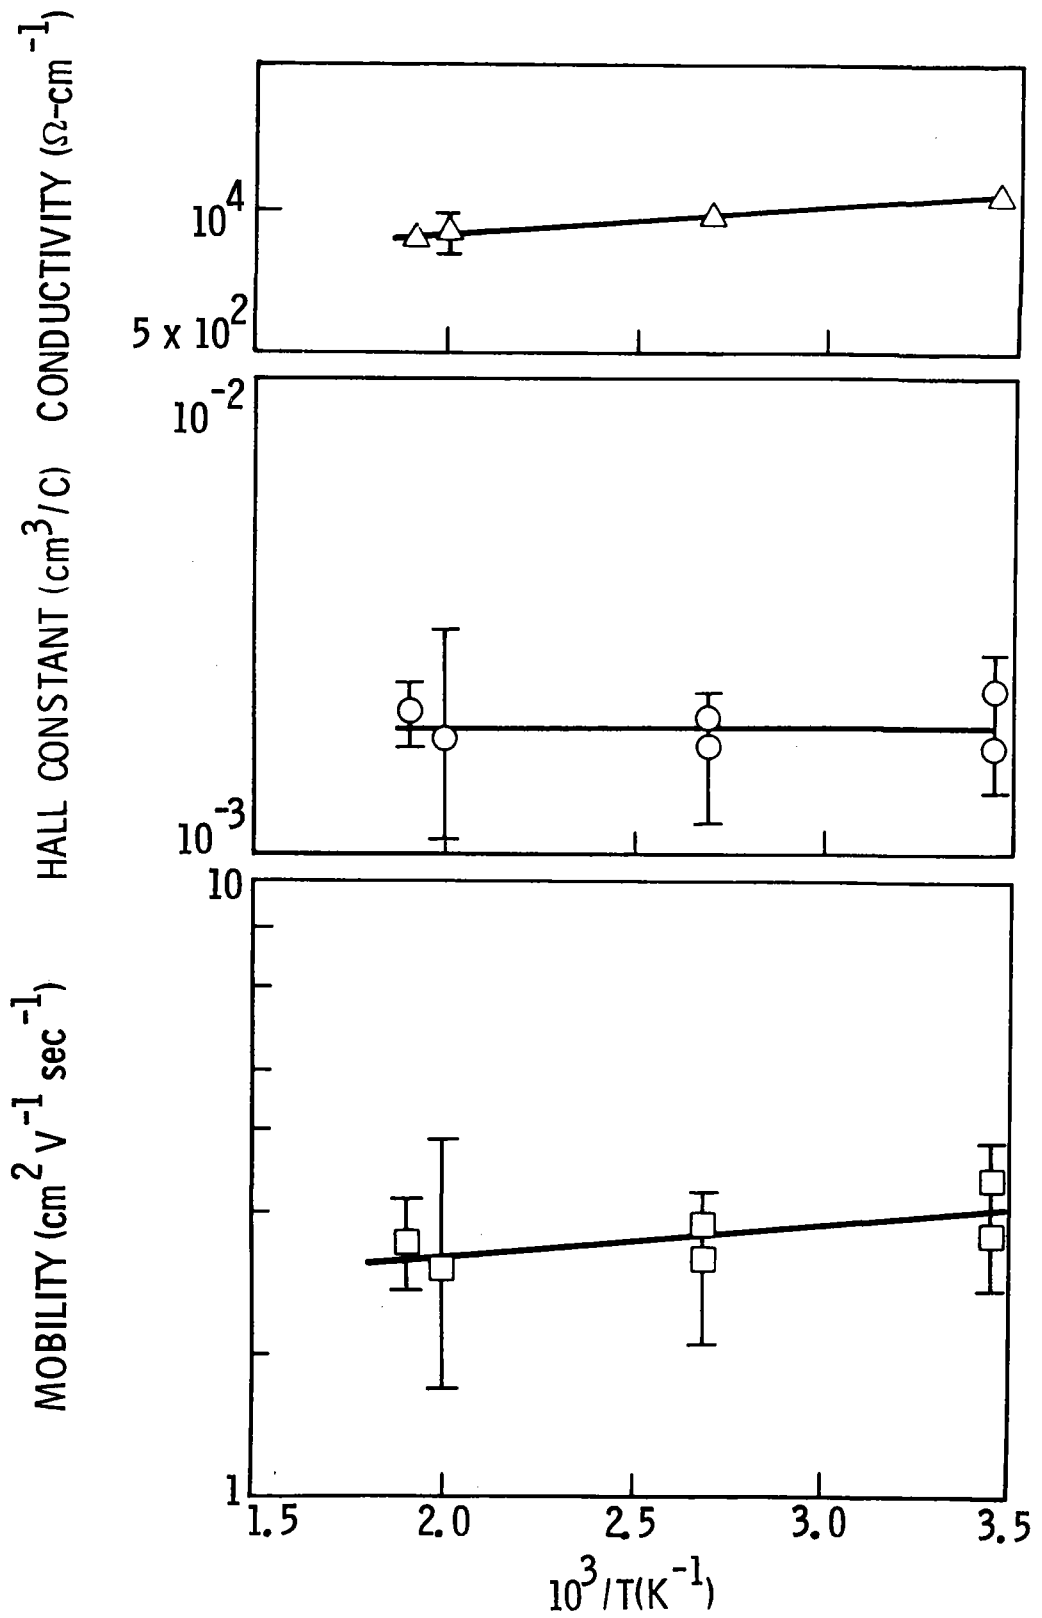 CONDUCTIVITY (Ω-cm⁻¹)
10⁴
5 x 10²
HALL CONSTANT (cm³/C)
10⁻²
10⁻³
MOBILITY (cm² V⁻¹ sec⁻¹)
10
1
1.5 2.0 2.5 3.0 3.5
10³/T(K⁻¹)